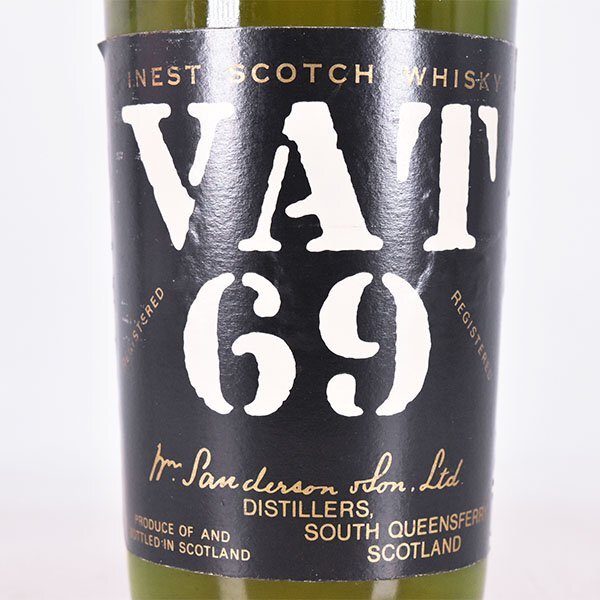 INEST SCOTCH WHISKY
VAT
69
ISTERED
REGISTERED
Wm. Sanderson & Son, Ltd.
DISTILLERS,
SOUTH QUEENSFERRY
SCOTLAND
PRODUCE OF AND
BOTTLED IN SCOTLAND